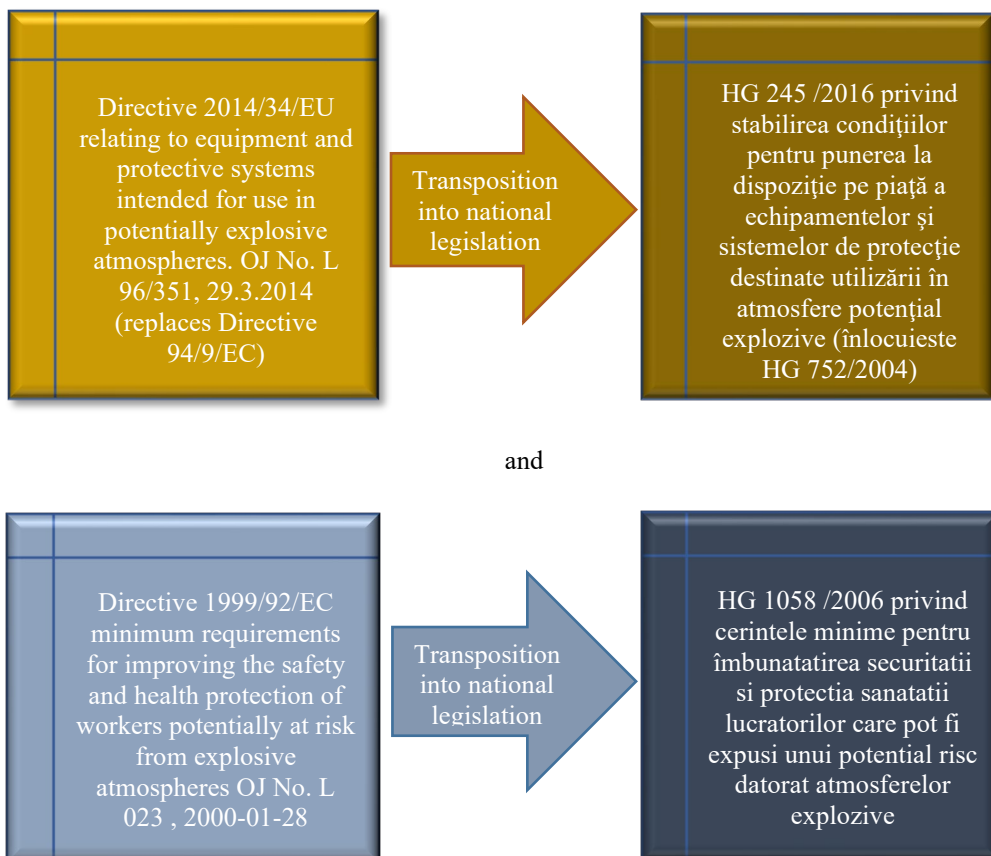 Directive 2014/34/EU
relating to equipment and
protective systems
intended for use in
potentially explosive
atmospheres. OJ No. L
96/351, 29.3.2014
(replaces Directive
94/9/EC)
Transposition
into national
legislation
HG 245 /2016 privind
stabilirea condiţiilor
pentru punerea la
dispoziţie pe piaţă a
echipamentelor şi
sistemelor de protecţie
destinate utilizării în
atmosfere potenţial
explozive (înlocuieste
HG 752/2004)
and
Directive 1999/92/EC
minimum requirements
for improving the safety
and health protection of
workers potentially at risk
from explosive
atmospheres OJ No. L
023 , 2000-01-28
Transposition
into national
legislation
HG 1058 /2006 privind
cerintele minime pentru
îmbunatatirea securitatii
si protectia sanatatii
lucratorilor care pot fi
expusi unui potential risc
datorat atmosferelor
explozive